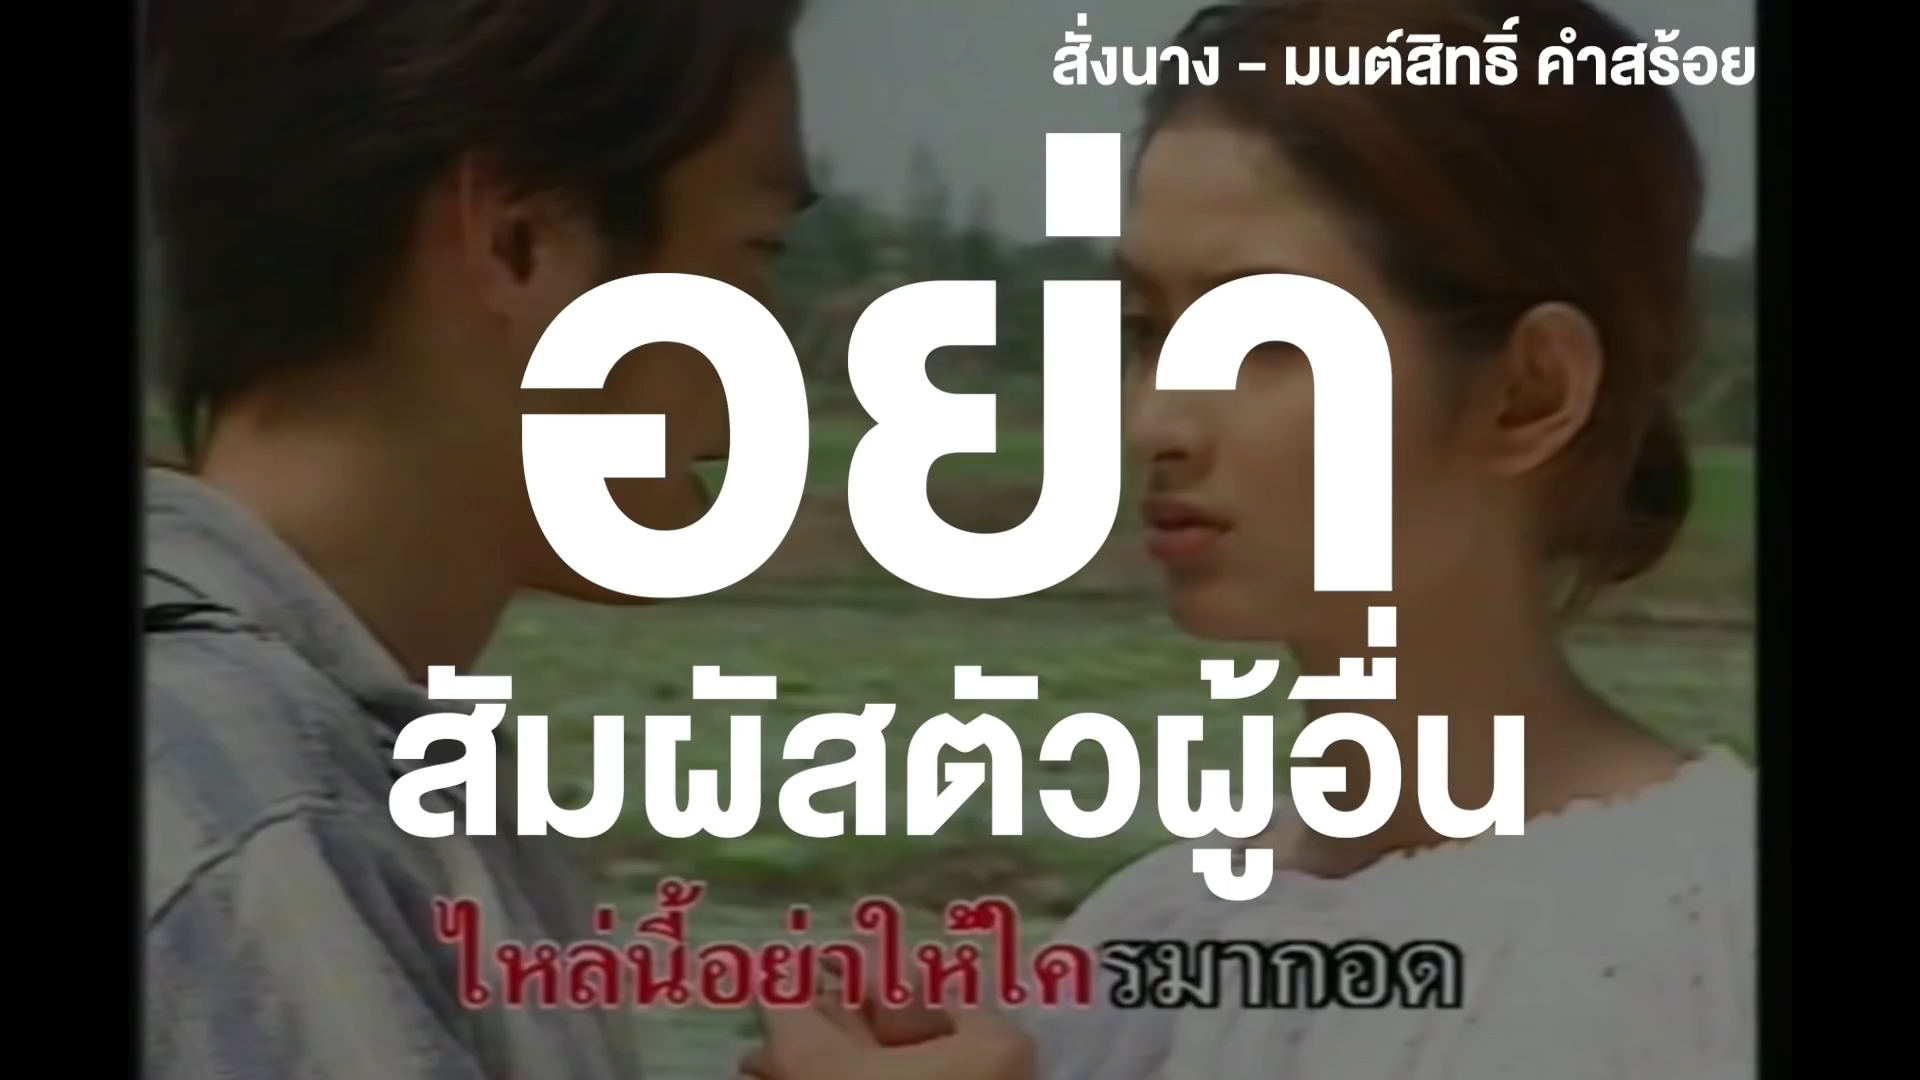 สั่งนาง - มนต์สิทธิ์ คำสร้อย
อย่า
สัมผัสตัวผู้อื่น
ไหล่นี้อย่าให้ใครมากอด